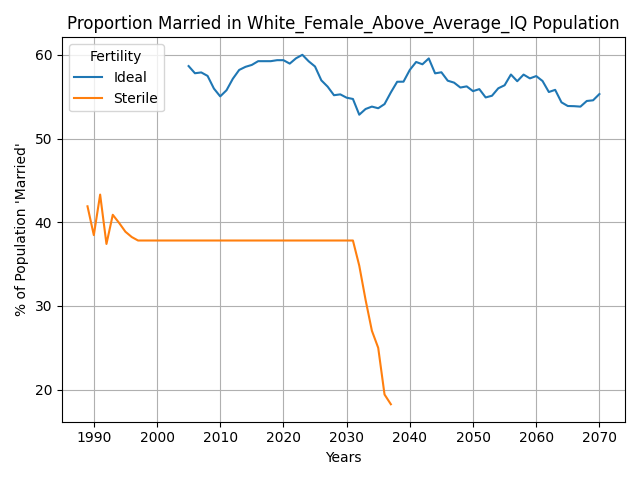 Proportion Married in White_Female_Above_Average_IQ Population
Fertility
Ideal
Sterile
% of Population 'Married'
60
50
40
30
20
1990 2000 2010 2020 2030 2040 2050 2060 2070
Years